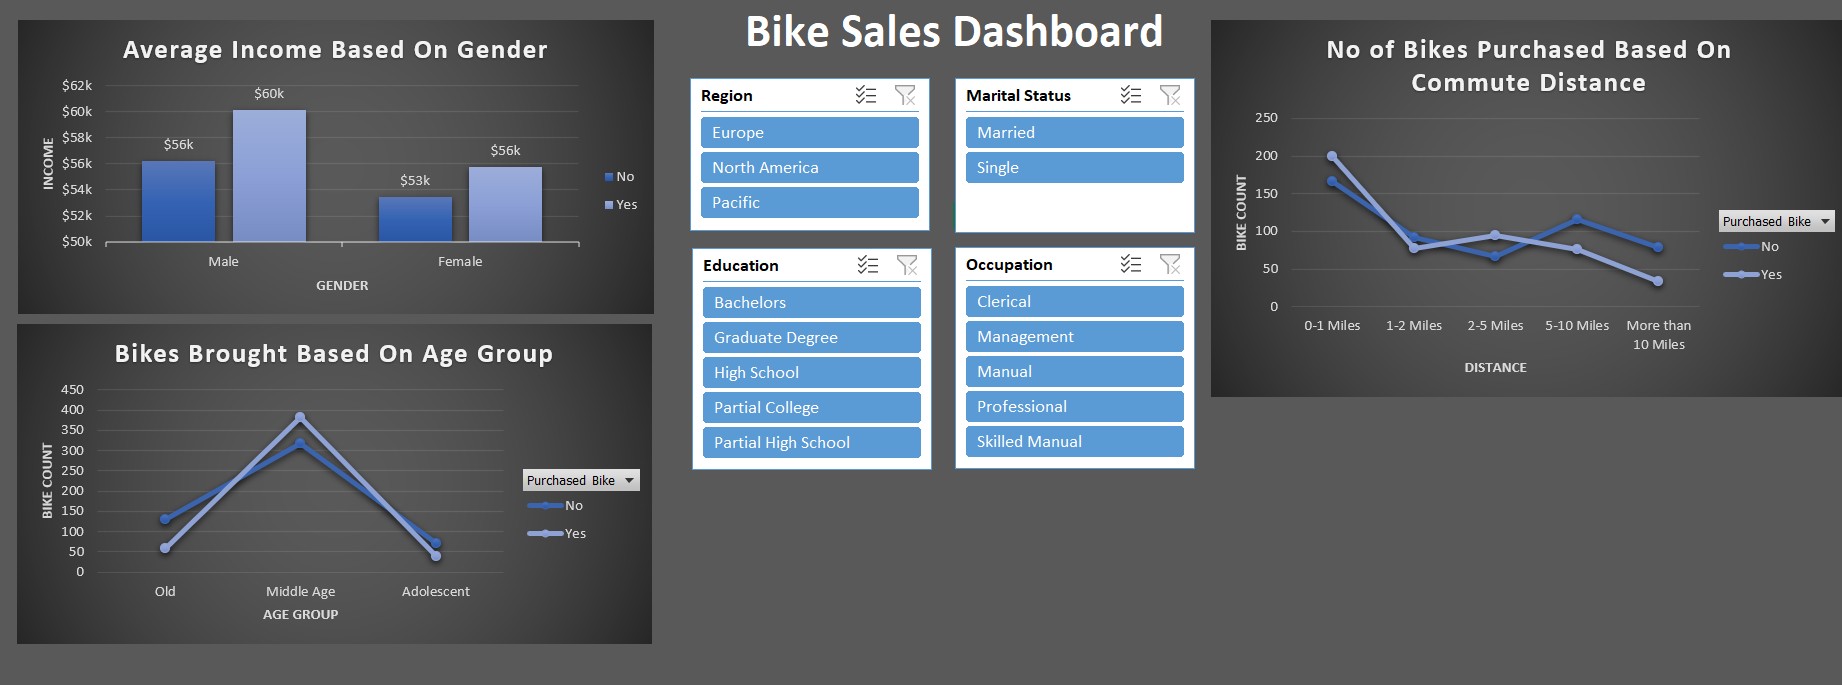 Bike Sales Dashboard
Average Income Based On Gender
$62k
$60k
$58k
$56k
$54k
$52k
$50k
INCOME
$56k
$60k
$53k
$56k
Male
Female
GENDER
No
Yes
Bikes Brought Based On Age Group
450
400
350
300
250
200
150
100
50
0
BIKE COUNT
Old
Middle Age
Adolescent
AGE GROUP
Purchased Bike
No
Yes
Region
Europe
North America
Pacific
Marital Status
Married
Single
Education
Bachelors
Graduate Degree
High School
Partial College
Partial High School
Occupation
Clerical
Management
Manual
Professional
Skilled Manual
No of Bikes Purchased Based On
Commute Distance
250
200
150
100
50
0
BIKE COUNT
0-1 Miles
1-2 Miles
2-5 Miles
5-10 Miles
More than
10 Miles
DISTANCE
Purchased Bike
No
Yes